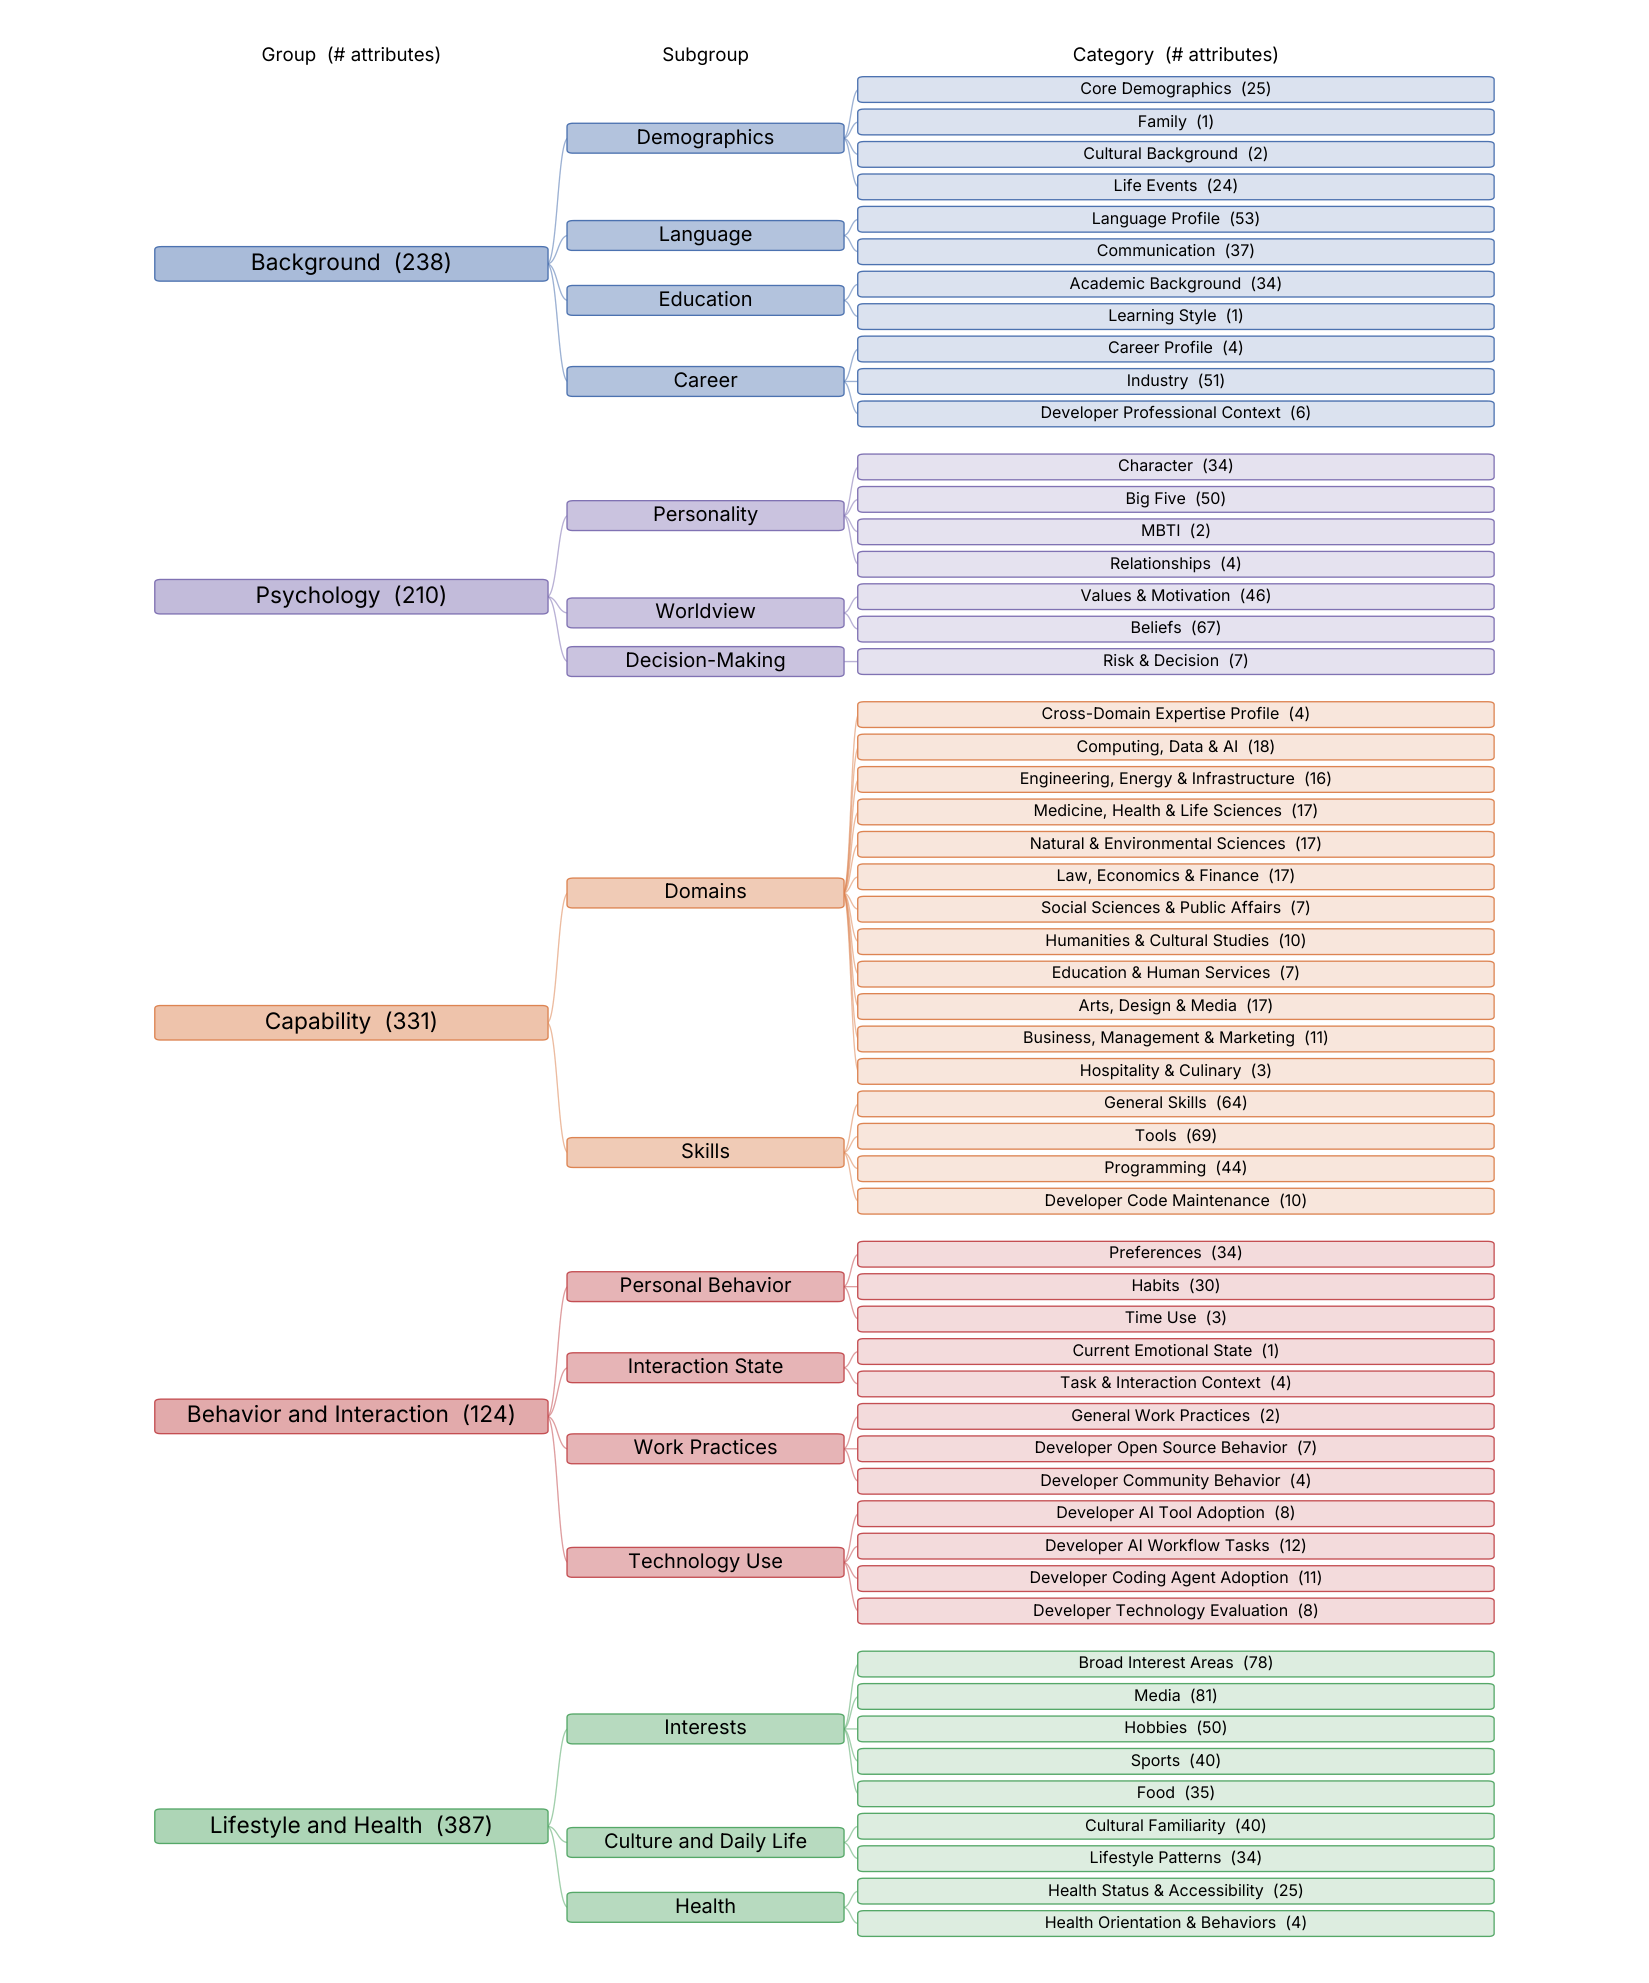 Group (# attributes)
Subgroup
Category (# attributes)
Background (238)
Demographics
Core Demographics (25)
Family (1)
Cultural Background (2)
Life Events (24)
Language
Language Profile (53)
Communication (37)
Education
Academic Background (34)
Learning Style (1)
Career
Career Profile (4)
Industry (51)
Developer Professional Context (6)
Psychology (210)
Personality
Character (34)
Big Five (50)
MBTI (2)
Relationships (4)
Worldview
Values & Motivation (46)
Beliefs (67)
Decision-Making
Risk & Decision (7)
Capability (331)
Domains
Cross-Domain Expertise Profile (4)
Computing, Data & AI (18)
Engineering, Energy & Infrastructure (16)
Medicine, Health & Life Sciences (17)
Natural & Environmental Sciences (17)
Law, Economics & Finance (17)
Social Sciences & Public Affairs (7)
Humanities & Cultural Studies (10)
Education & Human Services (7)
Arts, Design & Media (17)
Business, Management & Marketing (11)
Hospitality & Culinary (3)
Skills
General Skills (64)
Tools (69)
Programming (44)
Developer Code Maintenance (10)
Behavior and Interaction (124)
Personal Behavior
Preferences (34)
Habits (30)
Time Use (3)
Interaction State
Current Emotional State (1)
Task & Interaction Context (4)
Work Practices
General Work Practices (2)
Developer Open Source Behavior (7)
Developer Community Behavior (4)
Technology Use
Developer AI Tool Adoption (8)
Developer AI Workflow Tasks (12)
Developer Coding Agent Adoption (11)
Developer Technology Evaluation (8)
Lifestyle and Health (387)
Interests
Broad Interest Areas (78)
Media (81)
Hobbies (50)
Sports (40)
Food (35)
Culture and Daily Life
Cultural Familiarity (40)
Lifestyle Patterns (34)
Health
Health Status & Accessibility (25)
Health Orientation & Behaviors (4)